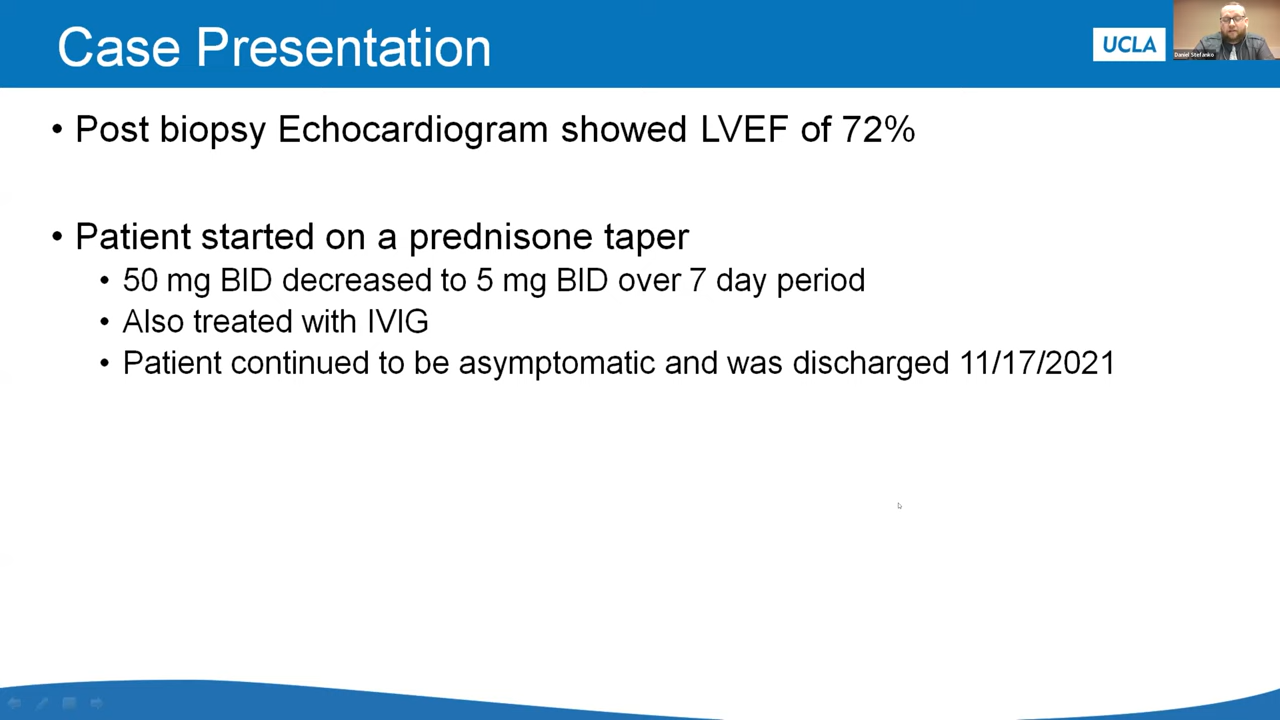 Case Presentation
UCLA
Daniel Stefanko
• Post biopsy Echocardiogram showed LVEF of 72%
• Patient started on a prednisone taper
• 50 mg BID decreased to 5 mg BID over 7 day period
• Also treated with IVIG
• Patient continued to be asymptomatic and was discharged 11/17/2021